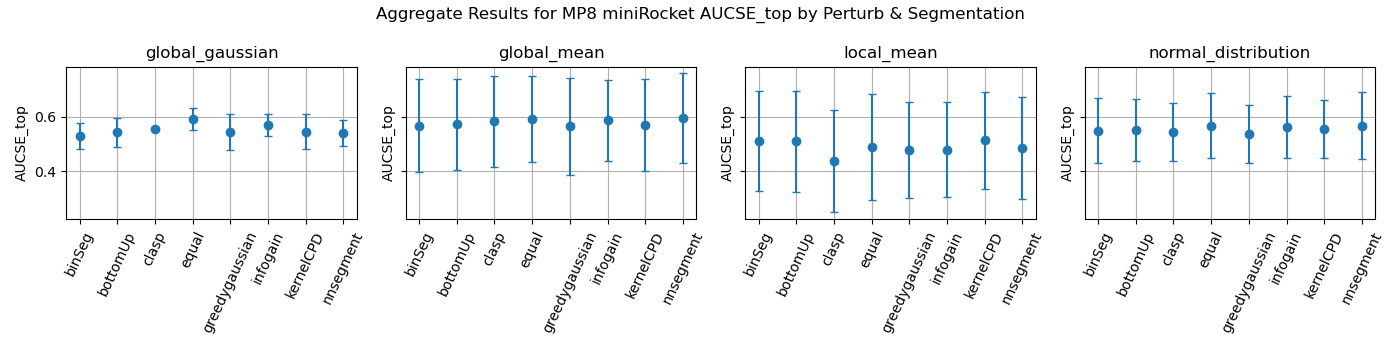 Aggregate Results for MP8 miniRocket AUCSE_top by Perturb & Segmentation
global_gaussian
AUCSE_top
0.6
0.4
binSeg
bottomUp
clasp
equal
greedygaussian
infogain
kernelCPD
nnsegment
global_mean
AUCSE_top
binSeg
bottomUp
clasp
equal
greedygaussian
infogain
kernelCPD
nnsegment
local_mean
AUCSE_top
binSeg
bottomUp
clasp
equal
greedygaussian
infogain
kernelCPD
nnsegment
normal_distribution
AUCSE_top
binSeg
bottomUp
clasp
equal
greedygaussian
infogain
kernelCPD
nnsegment